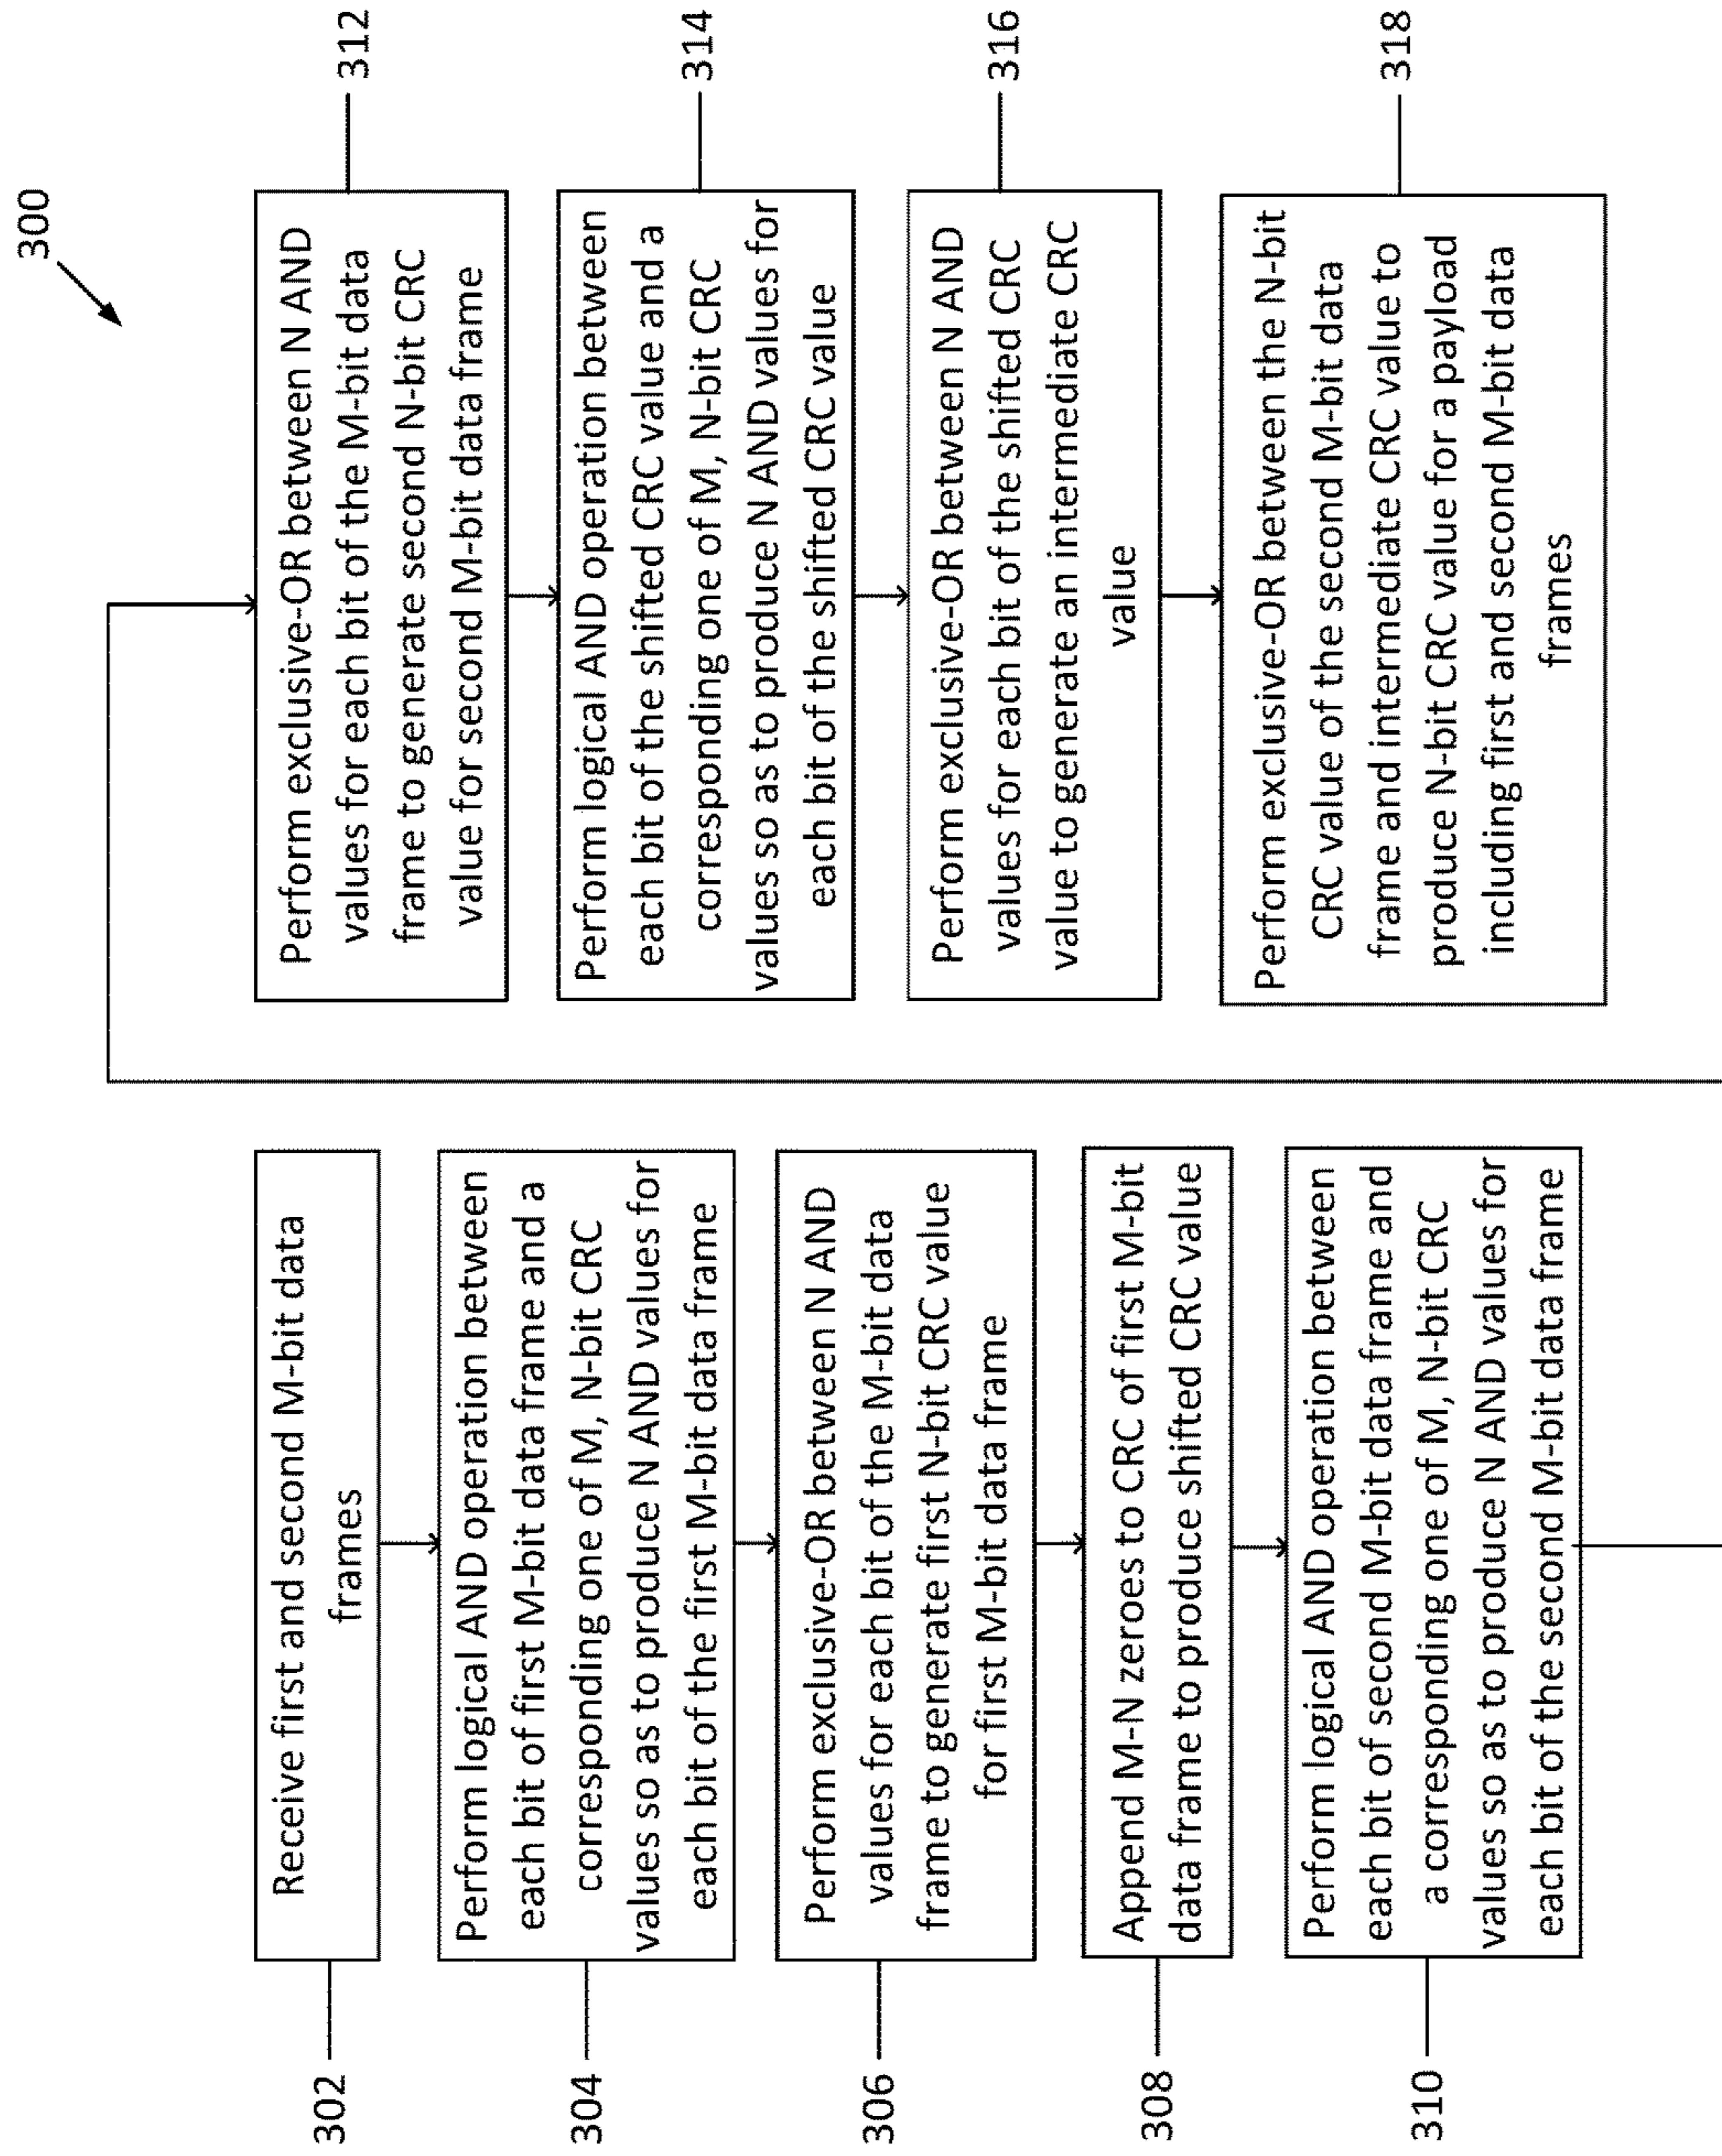 300
302
Receive first and second M-bit data
frames
304
Perform logical AND operation between
each bit of first M-bit data frame and a
corresponding one of M, N-bit CRC
values so as to produce N AND values for
each bit of the first M-bit data frame
306
Perform exclusive-OR between N AND
values for each bit of the M-bit data
frame to generate first N-bit CRC value
for first M-bit data frame
308
Append M-N zeroes to CRC of first M-bit
data frame to produce shifted CRC value
310
Perform logical AND operation between
each bit of second M-bit data frame and
a corresponding one of M, N-bit CRC
values so as to produce N AND values for
each bit of the second M-bit data frame
312
Perform exclusive-OR between N AND
values for each bit of the M-bit data
frame to generate second N-bit CRC
value for second M-bit data frame
314
Perform logical AND operation between
each bit of the shifted CRC value and a
corresponding one of M, N-bit CRC
values so as to produce N AND values for
each bit of the shifted CRC value
316
Perform exclusive-OR between N AND
values for each bit of the shifted CRC
value to generate an intermediate CRC
value
318
Perform exclusive-OR between the N-bit
CRC value of the second M-bit data
frame and intermediate CRC value to
produce N-bit CRC value for a payload
including first and second M-bit data
frames